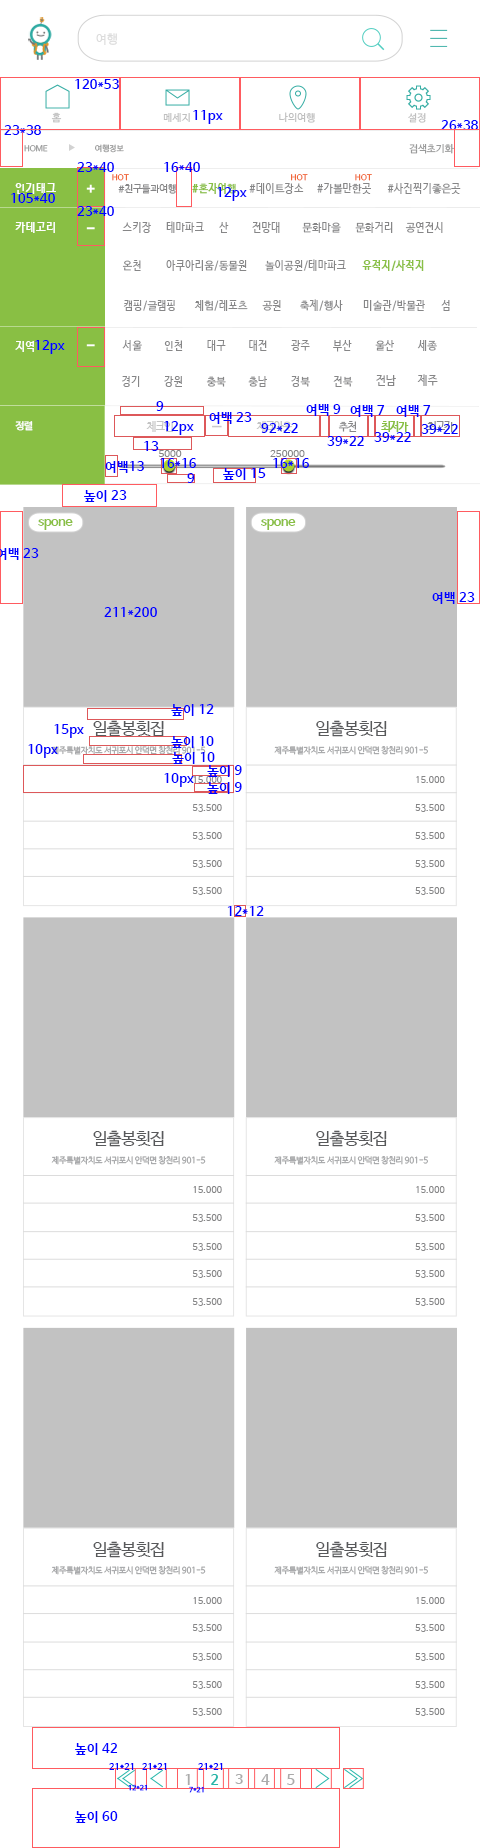 여행
120*53
홈
메세지 11px
나의여행
설정
23*38
26*38
HOME ▶ 여행정보
검색초기화
23*40
16*40
HOT HOT HOT
인기태그 + #친구들과여행 #혼자여행 #데이트장소 #가볼만한곳 #사진찍기좋은곳
105*40
12px
23*40
카테고리 － 스키장 테마파크 산 전망대 문화마을 문화거리 공연전시
온천 아쿠아리움/동물원 놀이공원/테마파크 유적지/사적지
캠핑/글램핑 체험/레포츠 공원 축제/행사 미술관/박물관 섬
지역 12px － 서울 인천 대구 대전 광주 부산 울산 세종
경기 강원 충북 충남 경북 전북 전남 제주
9
여백 23
여백 9
여백 7
여백 7
정렬
12px
92*22
추천
최저가
39*22
39*22
39*22
13
5000
250000
여백13
16*16
16*16
9
높이 15
높이 23
spone
spone
여백 23
여백 23
211*200
높이 12
일출봉횟집
일출봉횟집
15px
높이 10
10px
제주특별자치도 서귀포시 안덕면 창천리 901-5
제주특별자치도 서귀포시 안덕면 창천리 901-5
높이 10
높이 9
10px
15.000
15.000
높이 9
53.500 53.500
53.500 53.500
53.500 53.500
53.500 53.500
12*12
일출봉횟집 일출봉횟집
제주특별자치도 서귀포시 안덕면 창천리 901-5 제주특별자치도 서귀포시 안덕면 창천리 901-5
15.000 15.000
53.500 53.500
53.500 53.500
53.500 53.500
53.500 53.500
일출봉횟집 일출봉횟집
제주특별자치도 서귀포시 안덕면 창천리 901-5 제주특별자치도 서귀포시 안덕면 창천리 901-5
15.000 15.000
53.500 53.500
53.500 53.500
53.500 53.500
53.500 53.500
높이 42
21*21 21*21 21*21
1 2 3 4 5
12*21 7*21
높이 60